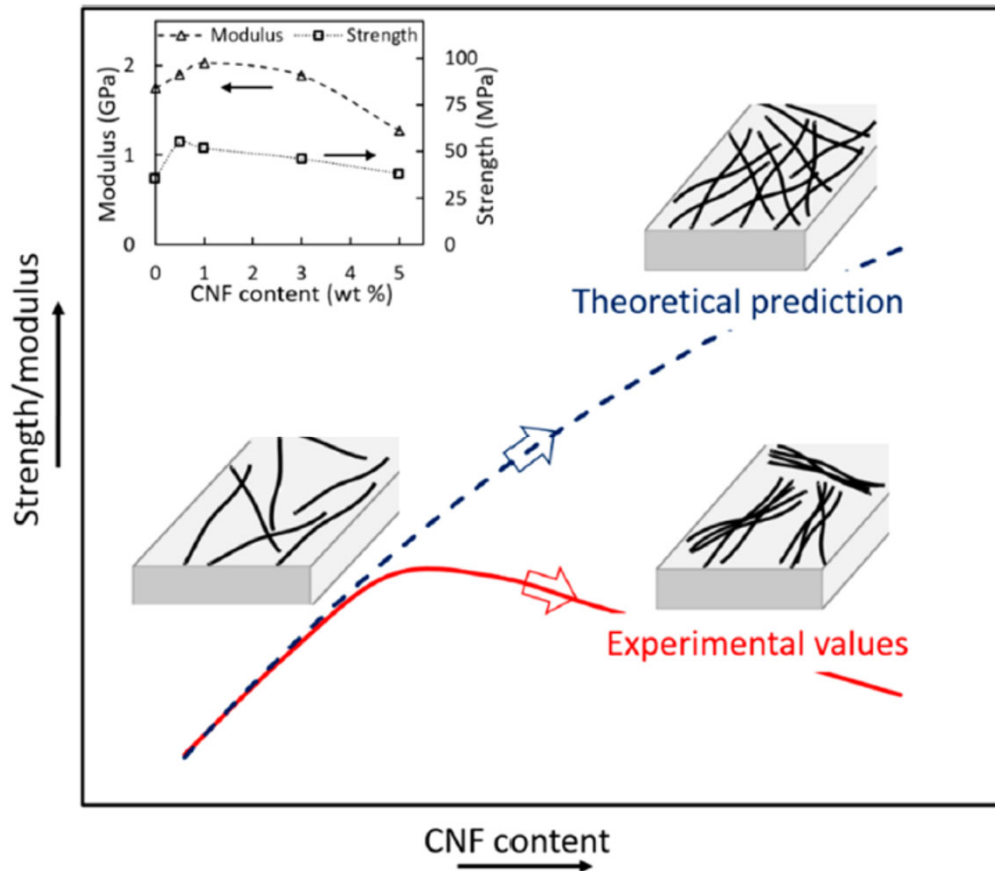 Modulus Strength
Modulus (GPa)
2
1
0
100
75
50
25
0
Strength (MPa)
0 1 2 3 4 5
CNF content (wt %)
Theoretical prediction
Strength/modulus
Experimental values
CNF content